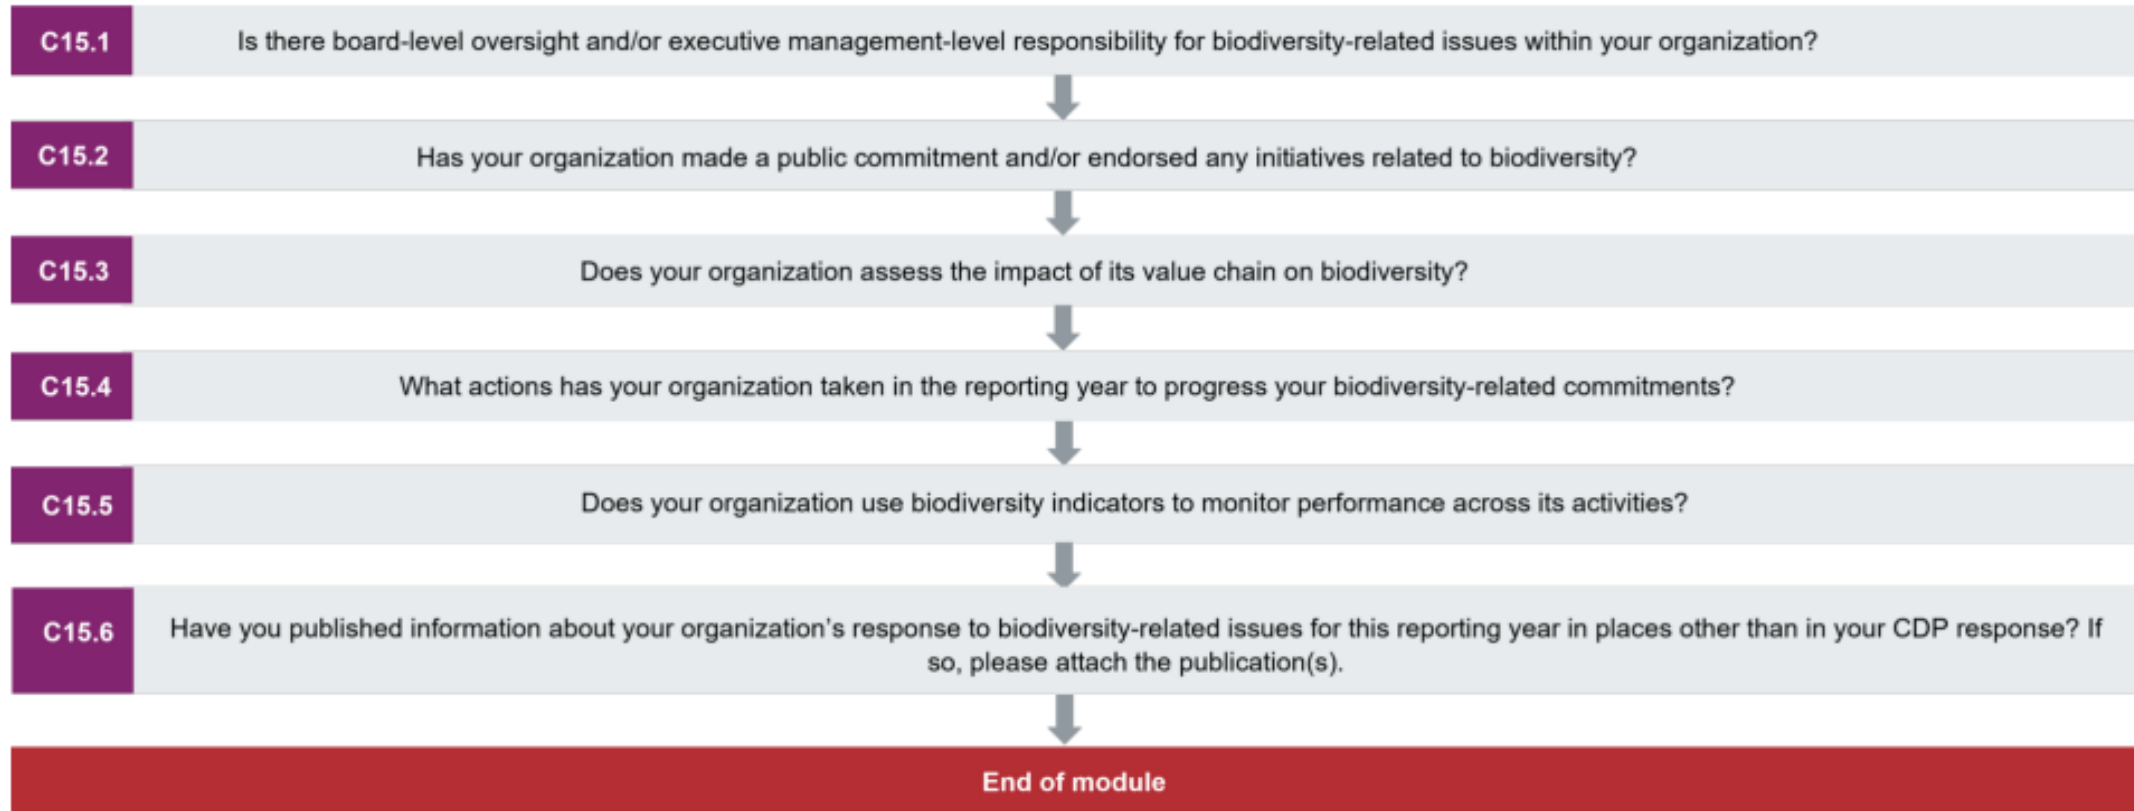 C15.1
Is there board-level oversight and/or executive management-level responsibility for biodiversity-related issues within your organization?
C15.2
Has your organization made a public commitment and/or endorsed any initiatives related to biodiversity?
C15.3
Does your organization assess the impact of its value chain on biodiversity?
C15.4
What actions has your organization taken in the reporting year to progress your biodiversity-related commitments?
C15.5
Does your organization use biodiversity indicators to monitor performance across its activities?
C15.6
Have you published information about your organization’s response to biodiversity-related issues for this reporting year in places other than in your CDP response? If
so, please attach the publication(s).
End of module